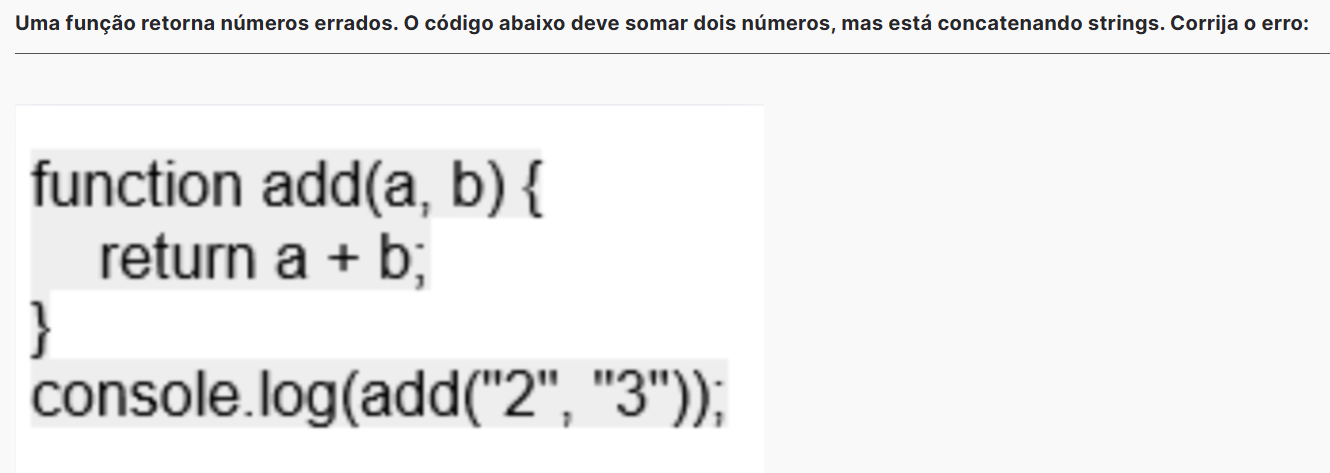 Uma função retorna números errados. O código abaixo deve somar dois números, mas está concatenando strings. Corrija o erro:
function add(a, b) {
    return a + b;
}
console.log(add("2", "3"));